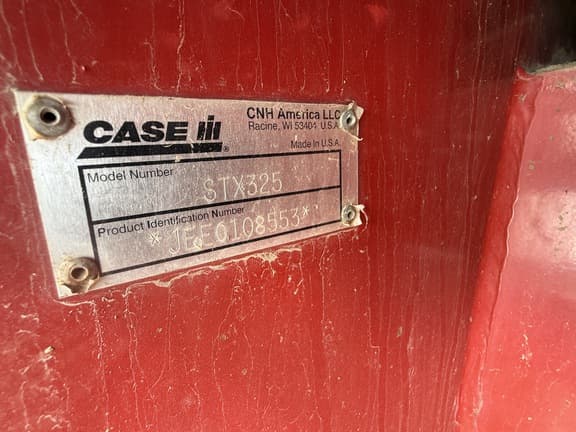 CASE IH
CNH America LLC
Racine, WI 53404 U.S.A.
Made in U.S.A.
Model Number
STX325
Product Identification Number
*JEE0108553*